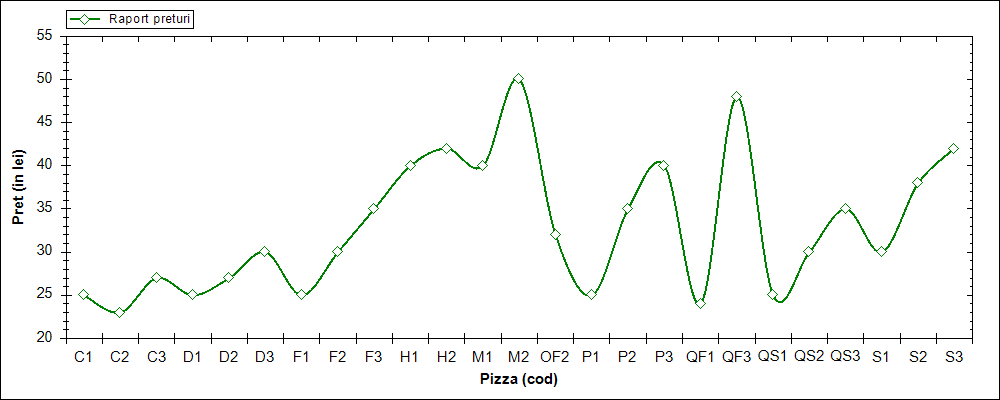 Raport preturi
55
50
45
40
35
30
25
20
Pret (in lei)
C1 C2 C3 D1 D2 D3 F1 F2 F3 H1 H2 M1 M2 OF2 P1 P2 P3 QF1 QF3 QS1 QS2 QS3 S1 S2 S3
Pizza (cod)